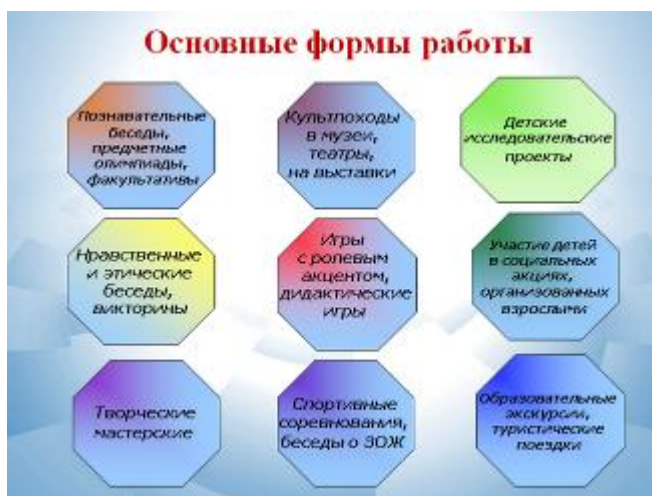 Основные формы работы
Познавательные
беседы,
предметные
олимпиады,
факультативы
Культпоходы
в музеи,
театры,
на выставки
Детские
исследовательские
проекты
Нравственные
и этические
беседы,
викторины
Игры
с ролевым
акцентом,
дидактические
игры
Участие детей
в социальных
акциях,
организованных
взрослыми
Творческие
мастерские
Спортивные
соревнования,
беседы о ЗОЖ
Образовательные
экскурсии,
туристические
поездки